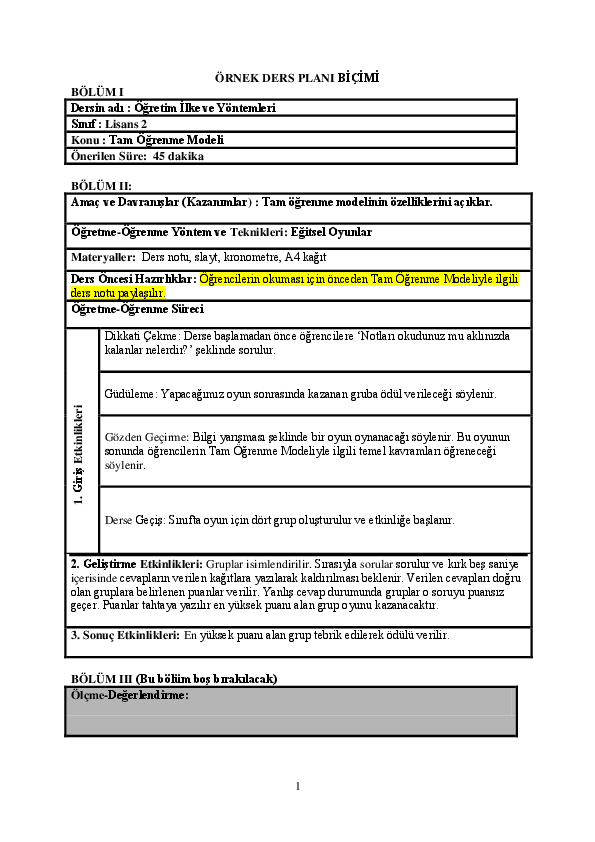 ÖRNEK DERS PLANI BİÇİMİ
BÖLÜM I
Dersin adı : Öğretim İlke ve Yöntemleri
Sınıf : Lisans 2
Konu : Tam Öğrenme Modeli
Önerilen Süre: 45 dakika
BÖLÜM II:
Amaç ve Davranışlar (Kazanımlar) : Tam öğrenme modelinin özelliklerini açıklar.
Öğretme-Öğrenme Yöntem ve Teknikleri: Eğitsel Oyunlar
Materyaller: Ders notu, slayt, kronometre, A4 kağıt
Ders Öncesi Hazırlıklar: Öğrencilerin okuması için önceden Tam Öğrenme Modeliyle ilgili
ders notu paylaşılır.
Öğretme-Öğrenme Süreci
1. Giriş Etkinlikleri
Dikkati Çekme: Derse başlamadan önce öğrencilere ‘Notları okudunuz mu aklınızda
kalanlar nelerdir?’ şeklinde sorulur.
Güdüleme: Yapacağımız oyun sonrasında kazanan gruba ödül verileceği söylenir.
Gözden Geçirme: Bilgi yarışması şeklinde bir oyun oynanacağı söylenir. Bu oyunun
sonunda öğrencilerin Tam Öğrenme Modeliyle ilgili temel kavramları öğreneceği
söylenir.
Derse Geçiş: Sınıfta oyun için dört grup oluşturulur ve etkinliğe başlanır.
2. Geliştirme Etkinlikleri: Gruplar isimlendirilir. Sırasıyla sorular sorulur ve kırk beş saniye
içerisinde cevapların verilen kağıtlara yazılarak kaldırılması beklenir. Verilen cevapları doğru
olan gruplara belirlenen puanlar verilir. Yanlış cevap durumunda gruplar o soruyu puansız
geçer. Puanlar tahtaya yazılır en yüksek puanı alan grup oyunu kazanacaktır.
3. Sonuç Etkinlikleri: En yüksek puanı alan grup tebrik edilerek ödülü verilir.
BÖLÜM III (Bu bölüm boş bırakılacak)
Ölçme-Değerlendirme:
1